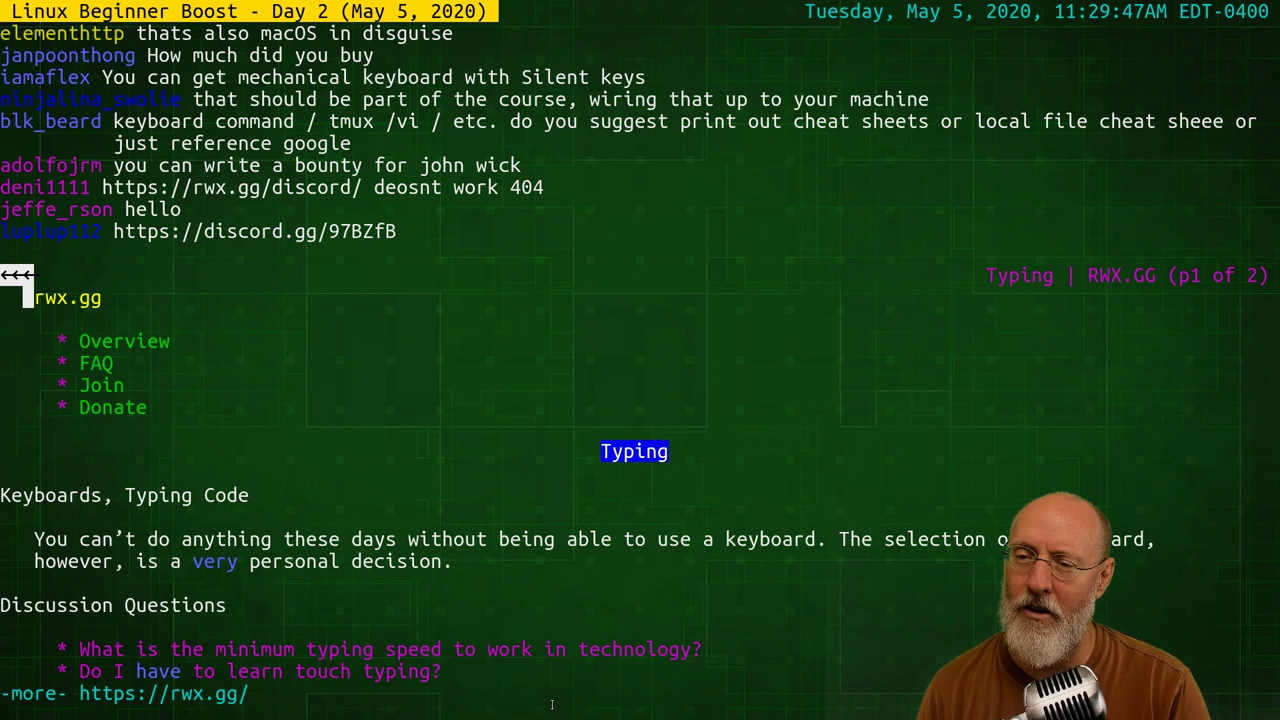 Linux Beginner Boost - Day 2 (May 5, 2020)
Tuesday, May 5, 2020, 11:29:47AM EDT-0400
elementhttp thats also macOS in disguise
janpoonthong How much did you buy
iamaflex You can get mechanical keyboard with Silent keys
ninjalina_swolle that should be part of the course, wiring that up to your machine
blk_beard keyboard command / tmux /vi / etc. do you suggest print out cheat sheets or local file cheat sheee or
just reference google
adolfojrm you can write a bounty for john wick
deni1111 https://rwx.gg/discord/ deosnt work 404
jeffe_rson hello
luplup112 https://discord.gg/97BZfB
←←←
Typing | RWX.GG (p1 of 2)
rwx.gg
* Overview
* FAQ
* Join
* Donate
Typing
Keyboards, Typing Code
You can’t do anything these days without being able to use a keyboard. The selection
however, is a very personal decision.
Discussion Questions
* What is the minimum typing speed to work in technology?
* Do I have to learn touch typing?
-more- https://rwx.gg/